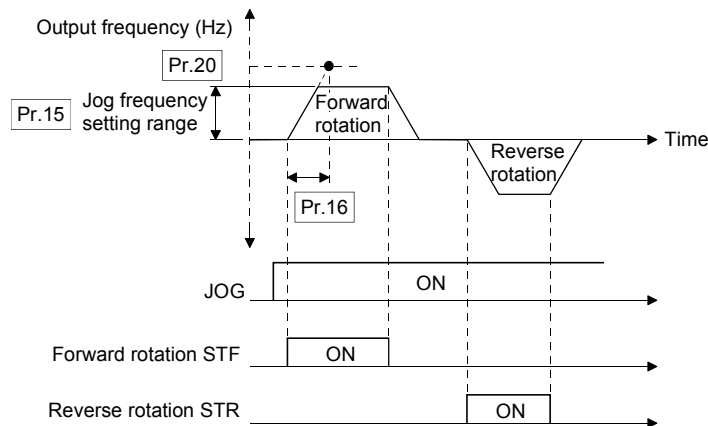 Output frequency (Hz)
Pr.20
Pr.15
Jog frequency
setting range
Forward
rotation
Time
Reverse
rotation
Pr.16
JOG
ON
Forward rotation STF
ON
Reverse rotation STR
ON